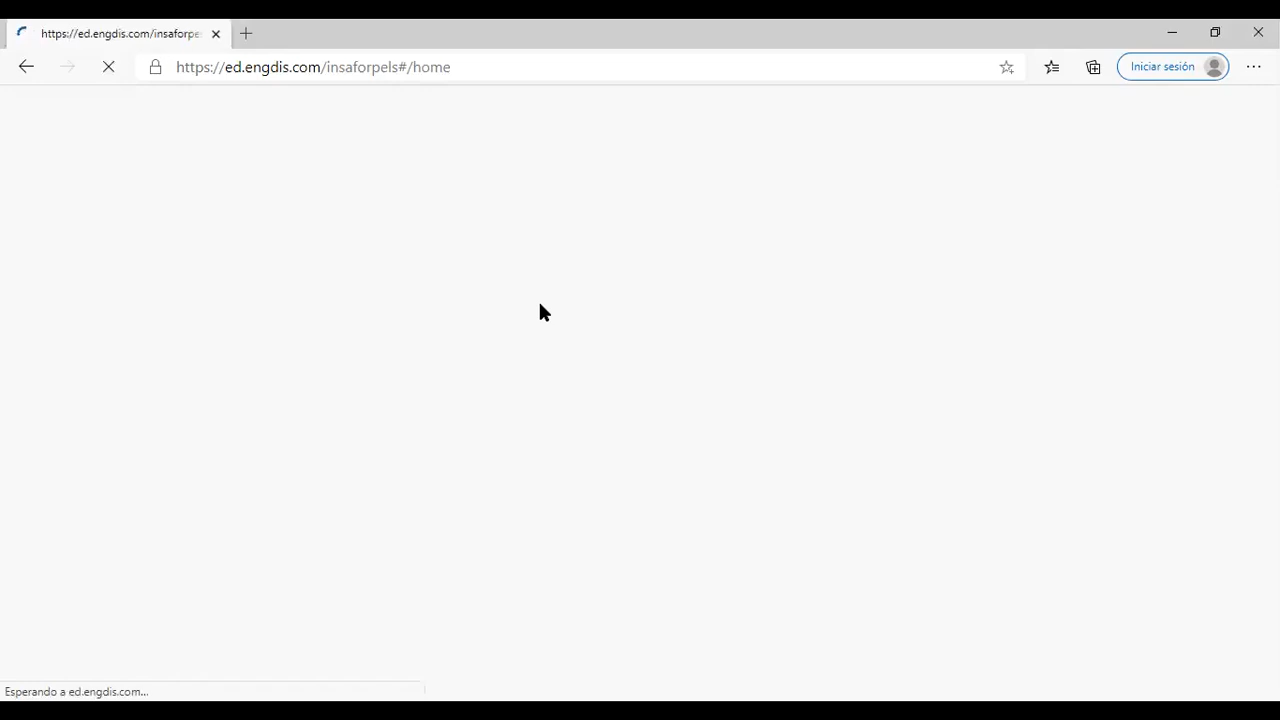 https://ed.engdis.com/insaforpe
https://ed.engdis.com/insaforpels#/home
Iniciar sesión
Esperando a ed.engdis.com...